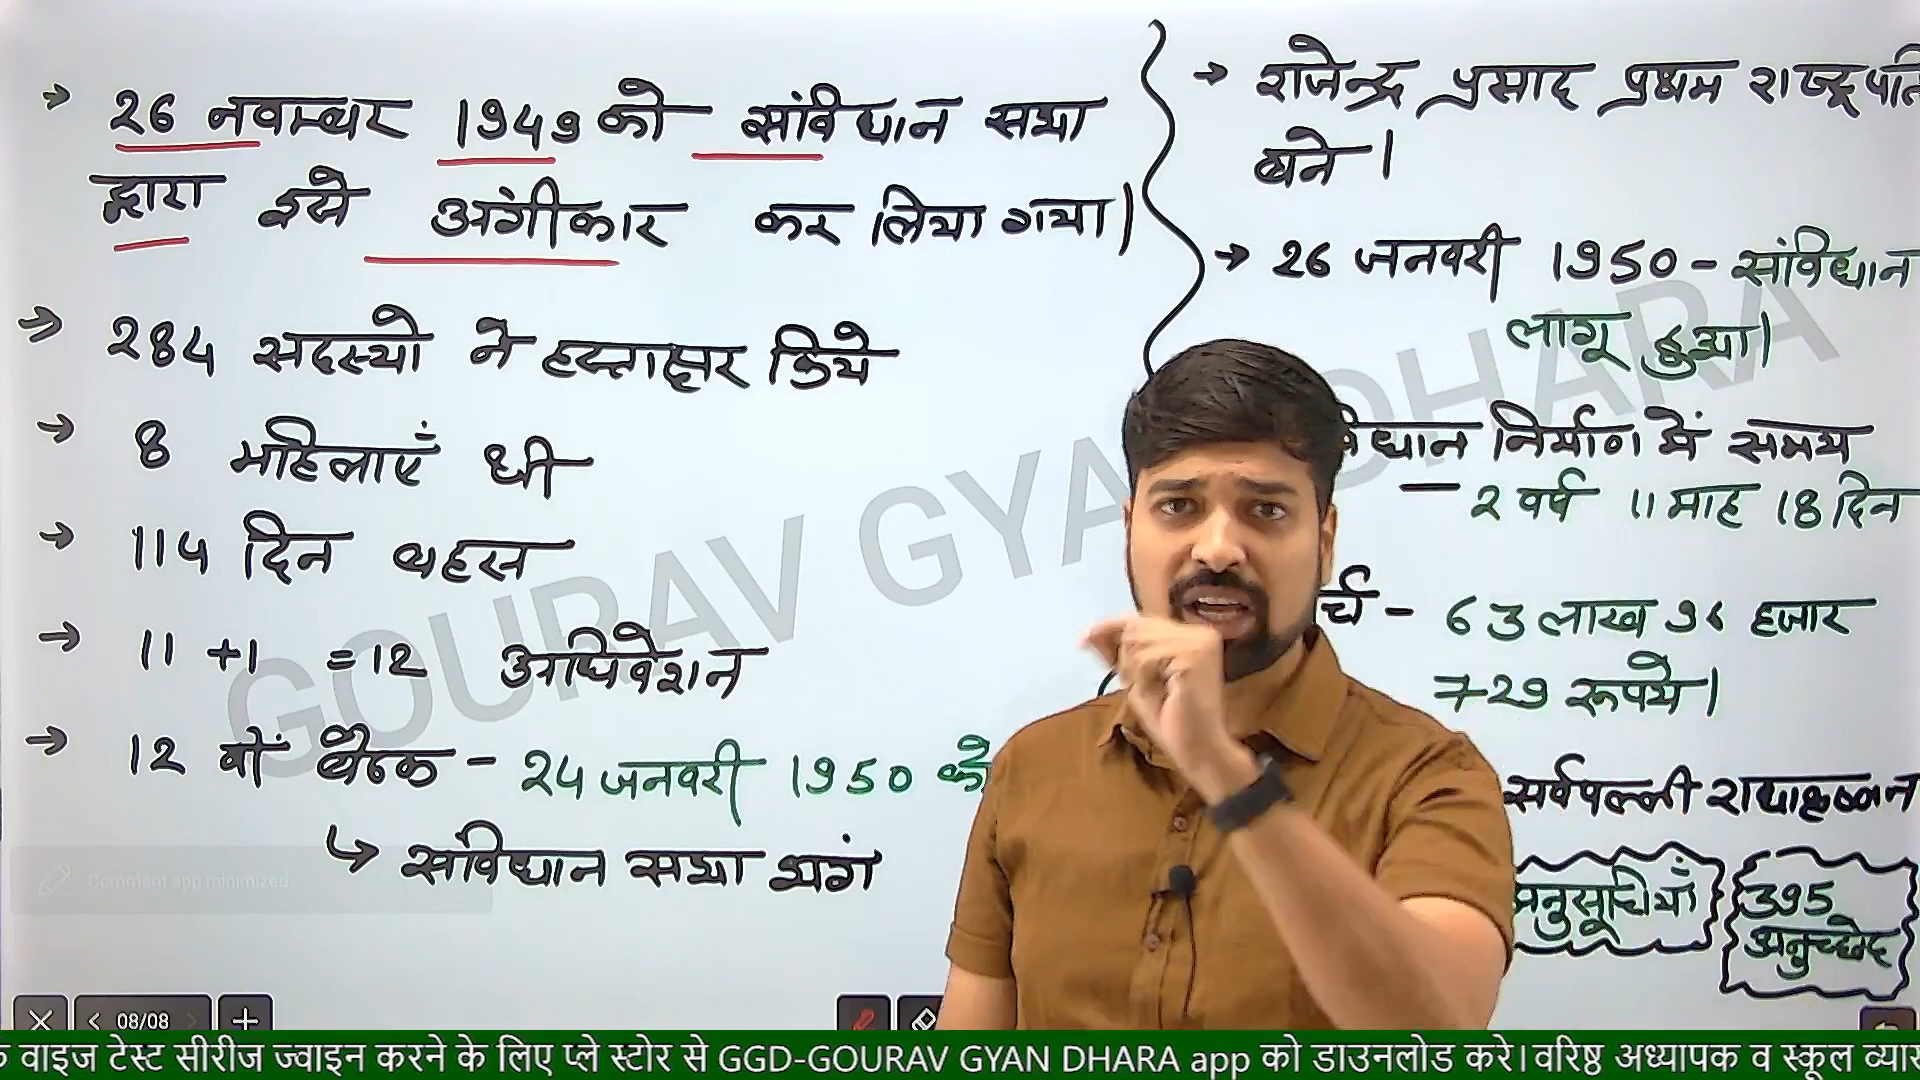 → 26 नवम्बर 1949 को संविधान सभा
द्वारा इसे अंगीकार कर लिया गया।
→ 284 सदस्यो ने हस्ताक्षर किये
→ 8 महिलाएँ थी
→ 114 दिन बहस
→ 11 +1 = 12 अधिवेशन
→ 12 वीं बैठक - 24 जनवरी 1950 को
↳ संविधान सभा भंग
→ राजेन्द्र प्रसाद प्रथम राष्ट्रपति
बने।
→ 26 जनवरी 1950 - संविधान
लागू हुआ।
विधान निर्माण में समय
— 2 वर्ष 11 माह 18 दिन
र्च - 63 लाख 96 हजार
729 रूपये।
सर्वपल्ली राधाकृष्णन
अनुसूचियाँ
395
अनुच्छेद
GOURAV GYAN DHARA
Comment app minimized
08/08
वाइज टेस्ट सीरीज ज्वाइन करने के लिए प्ले स्टोर से GGD-GOURAV GYAN DHARA app को डाउनलोड करे।वरिष्ठ अध्यापक व स्कूल व्या